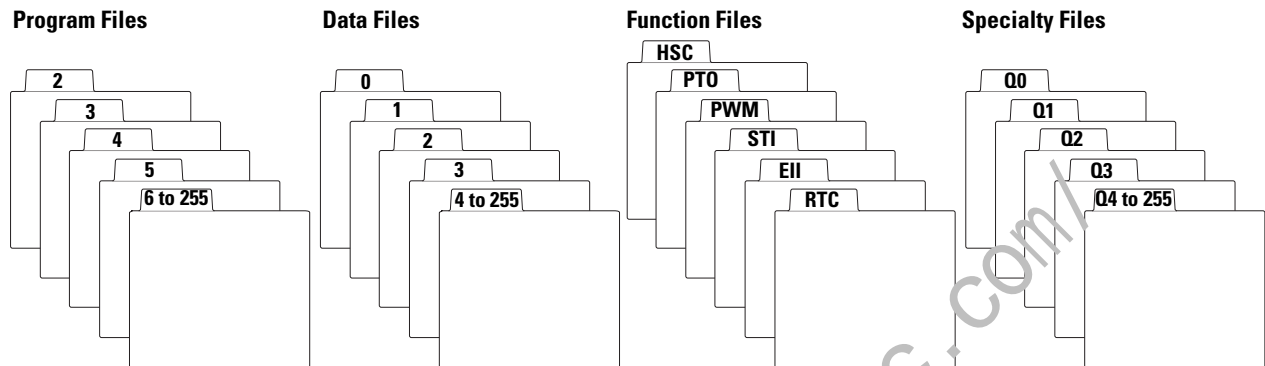 Program Files
Data Files
Function Files
Specialty Files
2
3
4
5
6 to 255
0
1
2
3
4 to 255
HSC
PTO
PWM
STI
EII
RTC
Q0
Q1
Q2
Q3
Q4 to 255
.com/